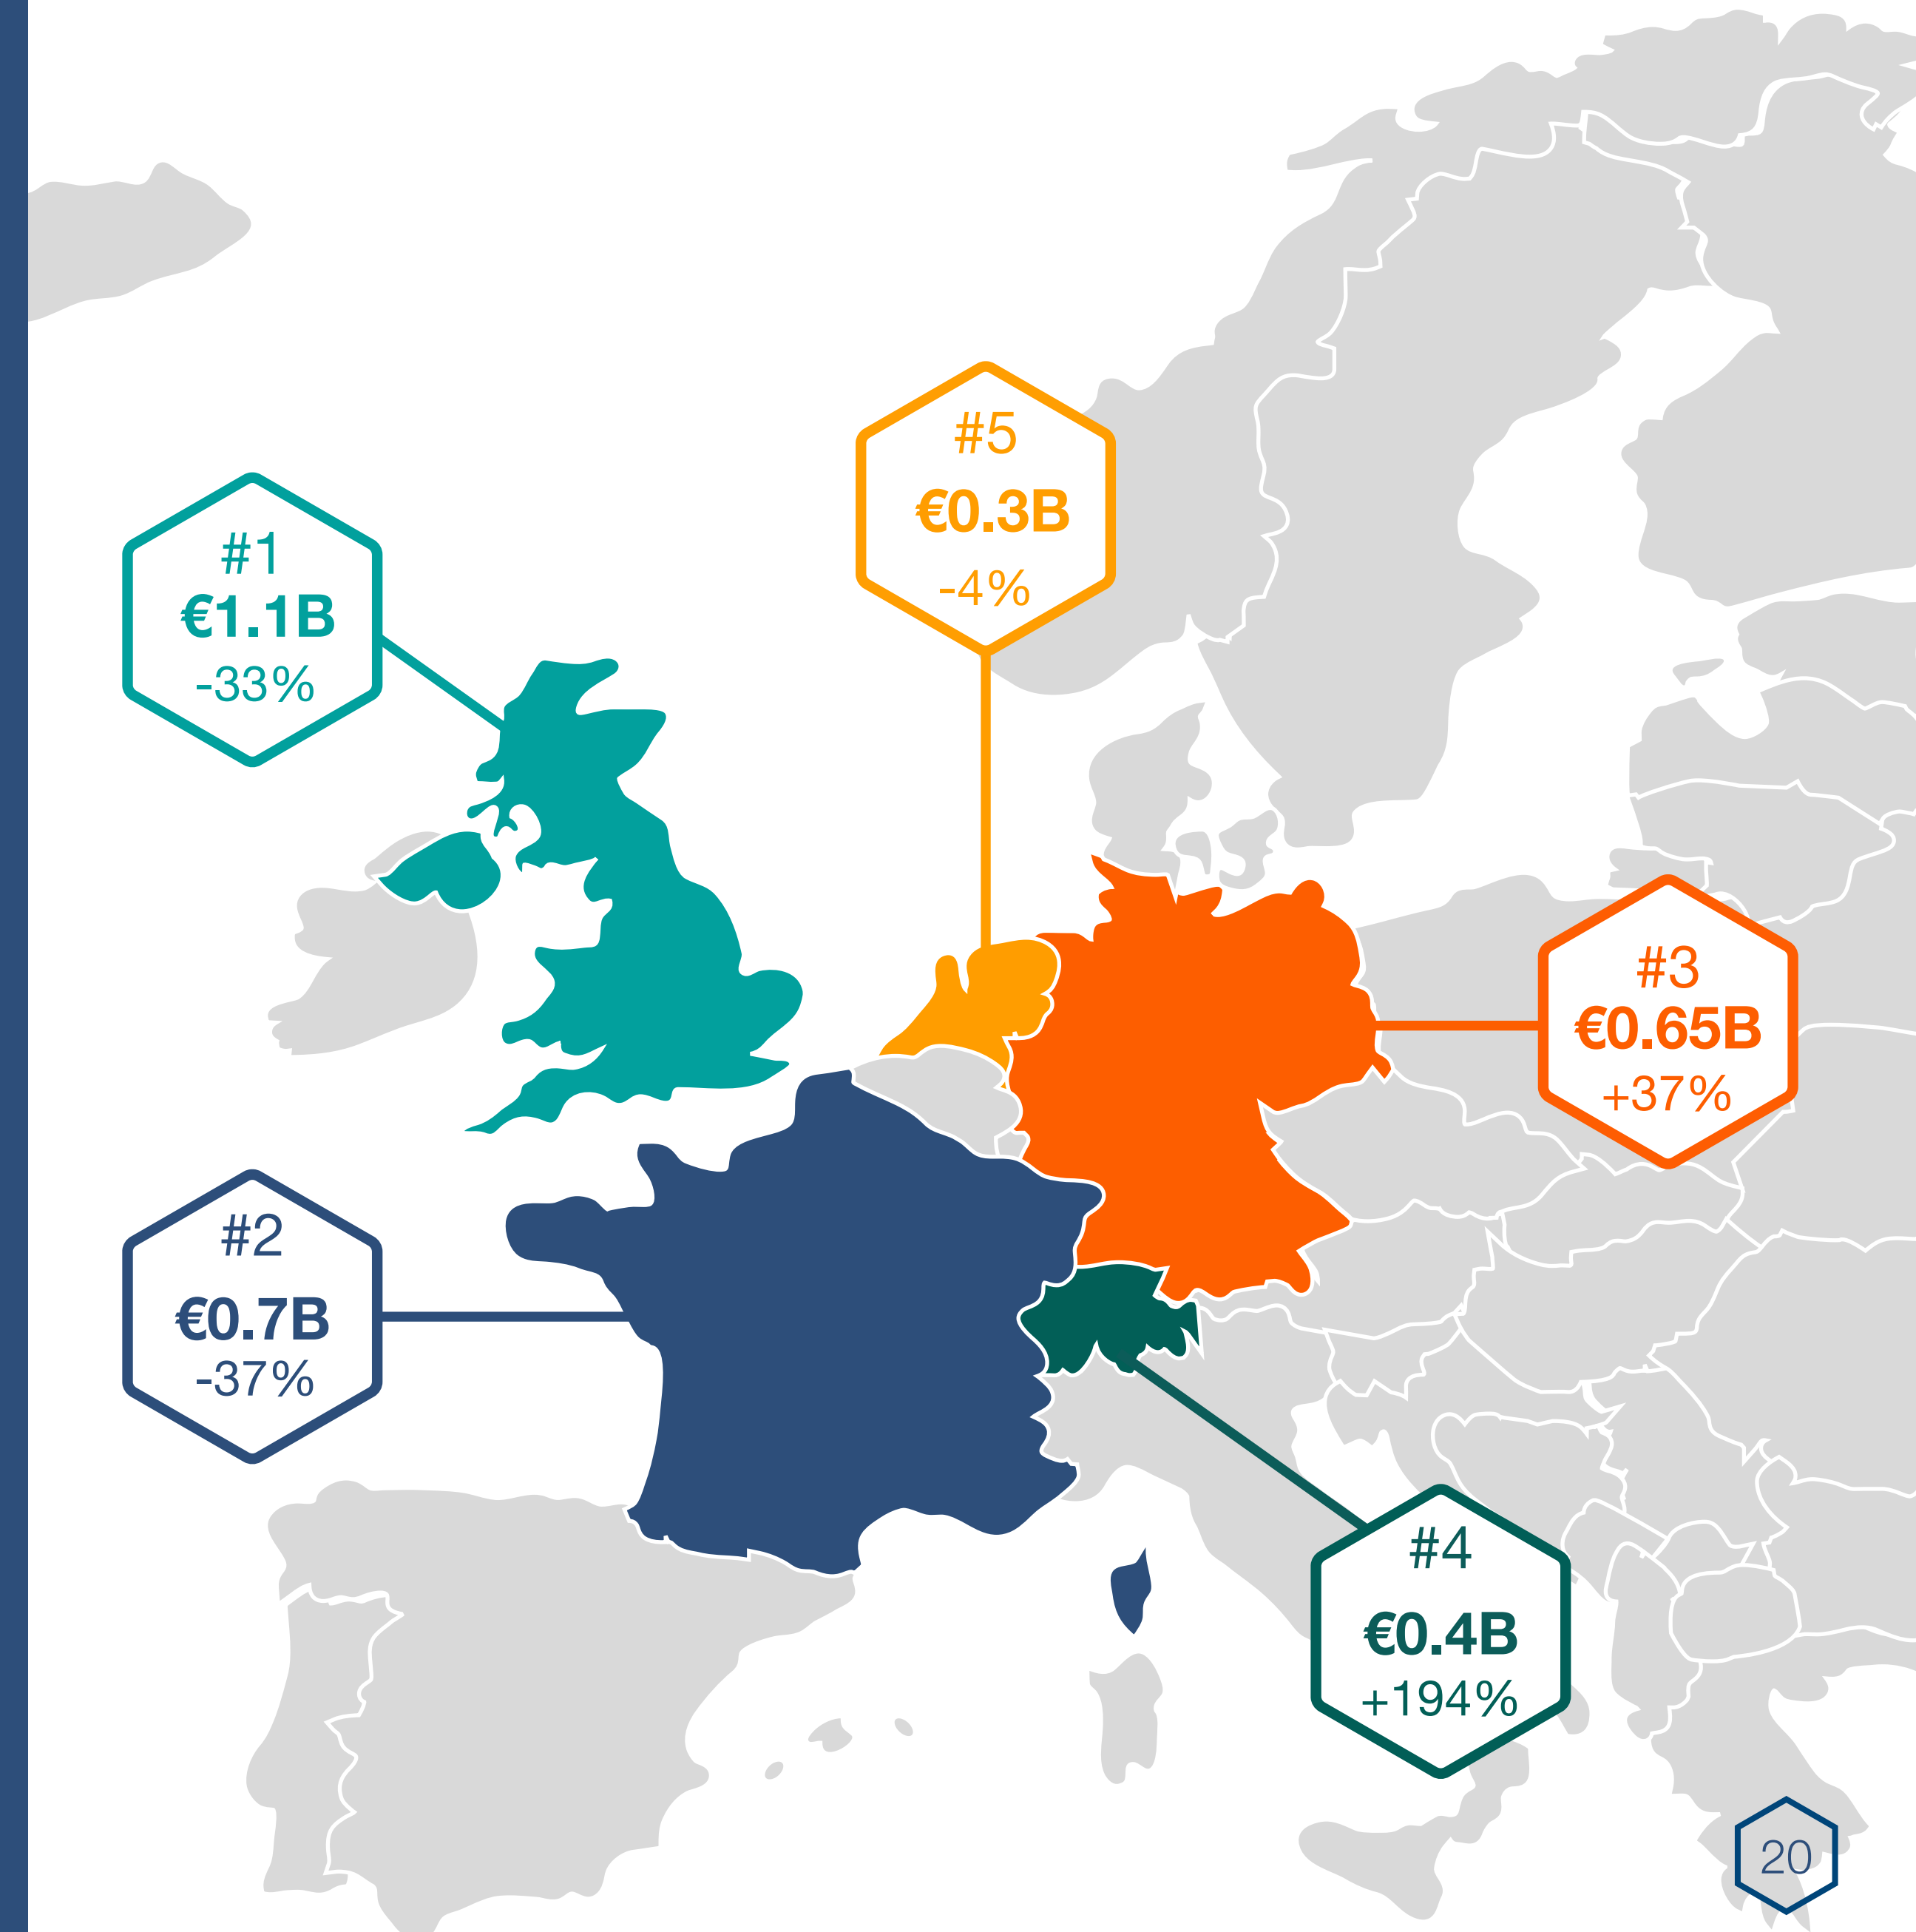 #5
€0.3B
-4%
#1
€1.1B
-33%
#3
€0.65B
+37%
#2
€0.7B
-37%
#4
€0.4B
+194%
20